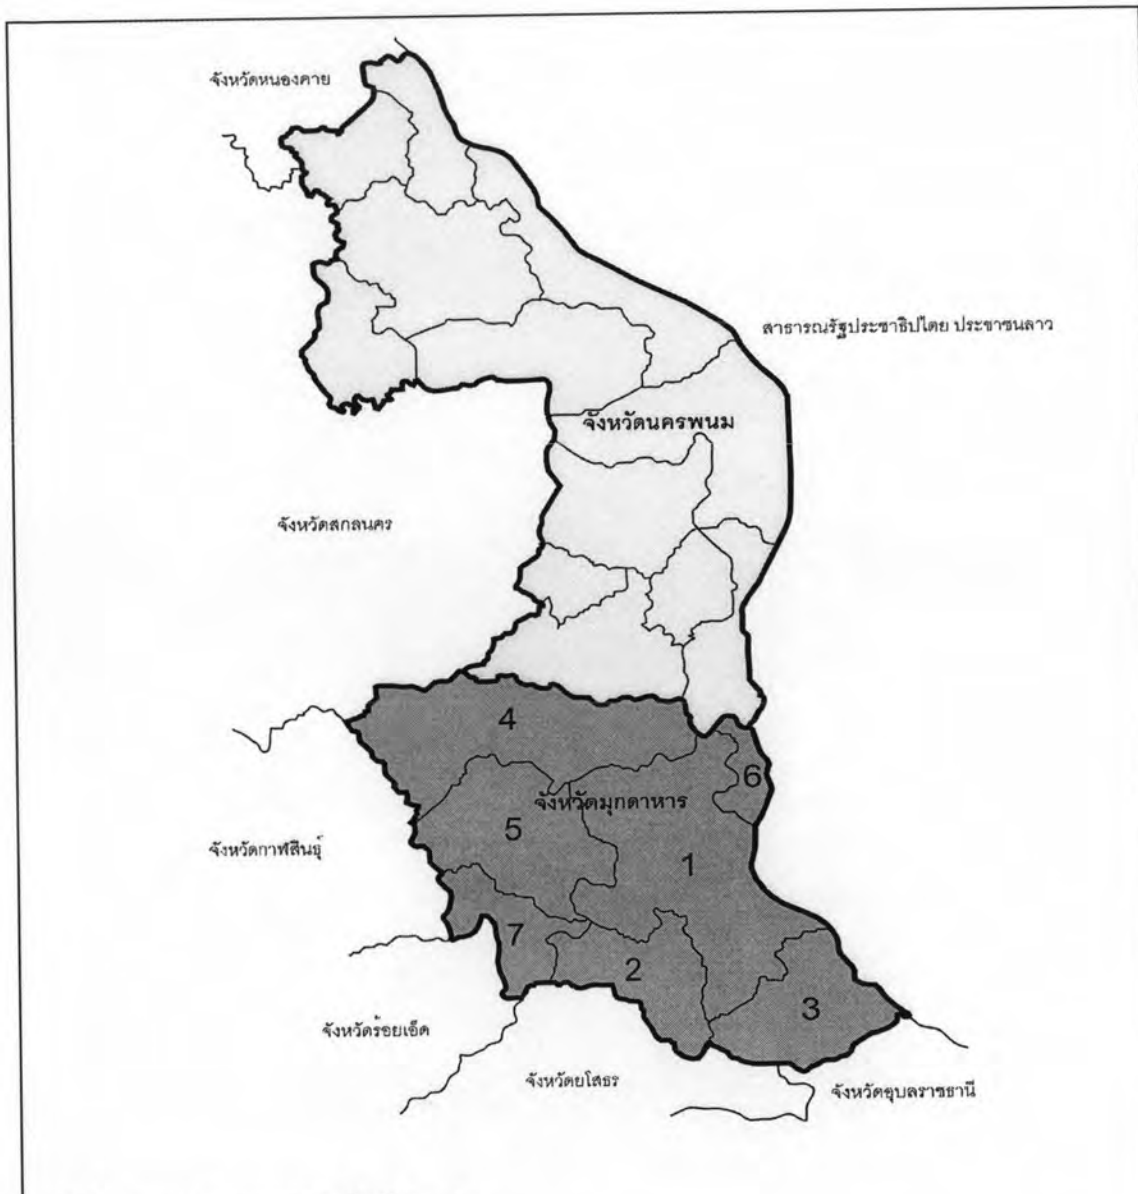 จังหวัดหนองคาย
สาธารณรัฐประชาธิปไตย ประชาชนลาว
จังหวัดนครพนม
จังหวัดสกลนคร
4
6
จังหวัดมุกดาหาร
5
จังหวัดกาฬสินธุ์
1
7
2
3
จังหวัดร้อยเอ็ด
จังหวัดยโสธร
จังหวัดอุบลราชธานี